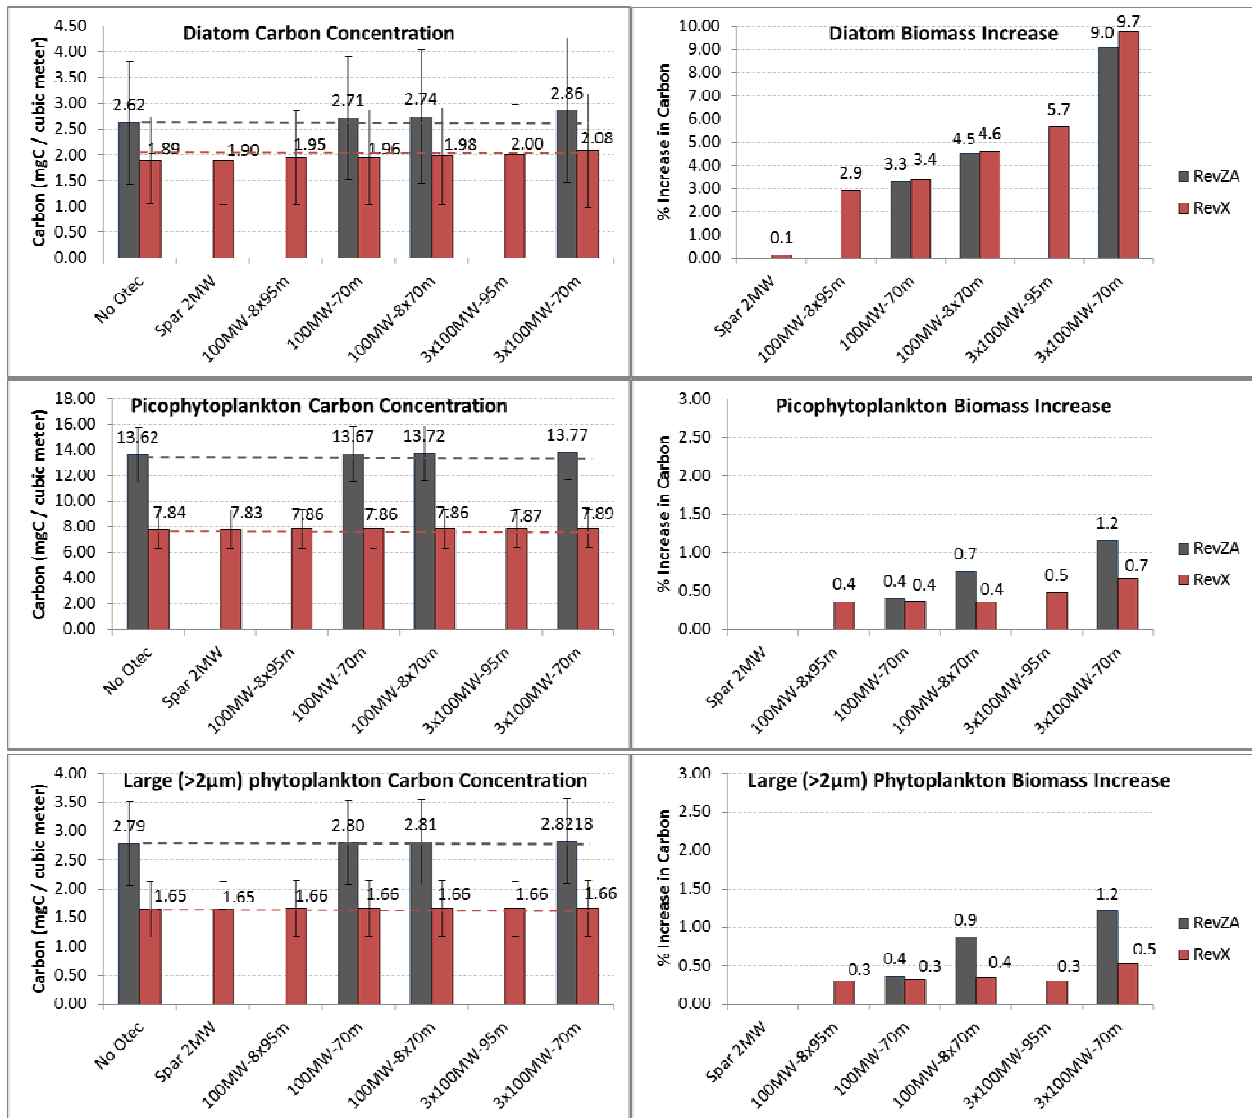 Diatom Carbon Concentration
Carbon (mgC / cubic meter)
4.50
4.00
3.50
3.00
2.50
2.00
1.50
1.00
0.50
0.00
2.62
1.89
1.90
1.95
2.71
1.96
2.74
1.98
2.00
2.86
2.08
No Otec
Spar 2MW
100MW-8x95m
100MW-70m
100MW-8x70m
3x100MW-95m
3x100MW-70m
Diatom Biomass Increase
% Increase in Carbon
10.00
9.00
8.00
7.00
6.00
5.00
4.00
3.00
2.00
1.00
0.00
0.1
2.9
3.3
3.4
4.5
4.6
5.7
9.0
9.7
Spar 2MW
100MW-8x95m
100MW-70m
100MW-8x70m
3x100MW-95m
3x100MW-70m
RevZA
RevX
Picophytoplankton Carbon Concentration
Carbon (mgC / cubic meter)
18.00
16.00
14.00
12.00
10.00
8.00
6.00
4.00
2.00
0.00
13.62
7.84
7.83
7.86
13.67
7.86
13.72
7.86
7.87
13.77
7.89
No Otec
Spar 2MW
100MW-8x95m
100MW-70m
100MW-8x70m
3x100MW-95m
3x100MW-70m
Picophytoplankton Biomass Increase
% Increase in Carbon
3.00
2.50
2.00
1.50
1.00
0.50
0.00
0.4
0.4
0.4
0.7
0.4
0.5
1.2
0.7
Spar 2MW
100MW-8x95m
100MW-70m
100MW-8x70m
3x100MW-95m
3x100MW-70m
RevZA
RevX
Large (>2µm) phytoplankton Carbon Concentration
Carbon (mgC / cubic meter)
4.00
3.50
3.00
2.50
2.00
1.50
1.00
0.50
0.00
2.79
1.65
1.65
1.66
2.80
1.66
2.81
1.66
1.66
2.8218
1.66
No Otec
Spar 2MW
100MW-8x95m
100MW-70m
100MW-8x70m
3x100MW-95m
3x100MW-70m
Large (>2µm) Phytoplankton Biomass Increase
% Increase in Carbon
3.00
2.50
2.00
1.50
1.00
0.50
0.00
0.3
0.4
0.3
0.9
0.4
0.3
1.2
0.5
Spar 2MW
100MW-8x95m
100MW-70m
100MW-8x70m
3x100MW-95m
3x100MW-70m
RevZA
RevX